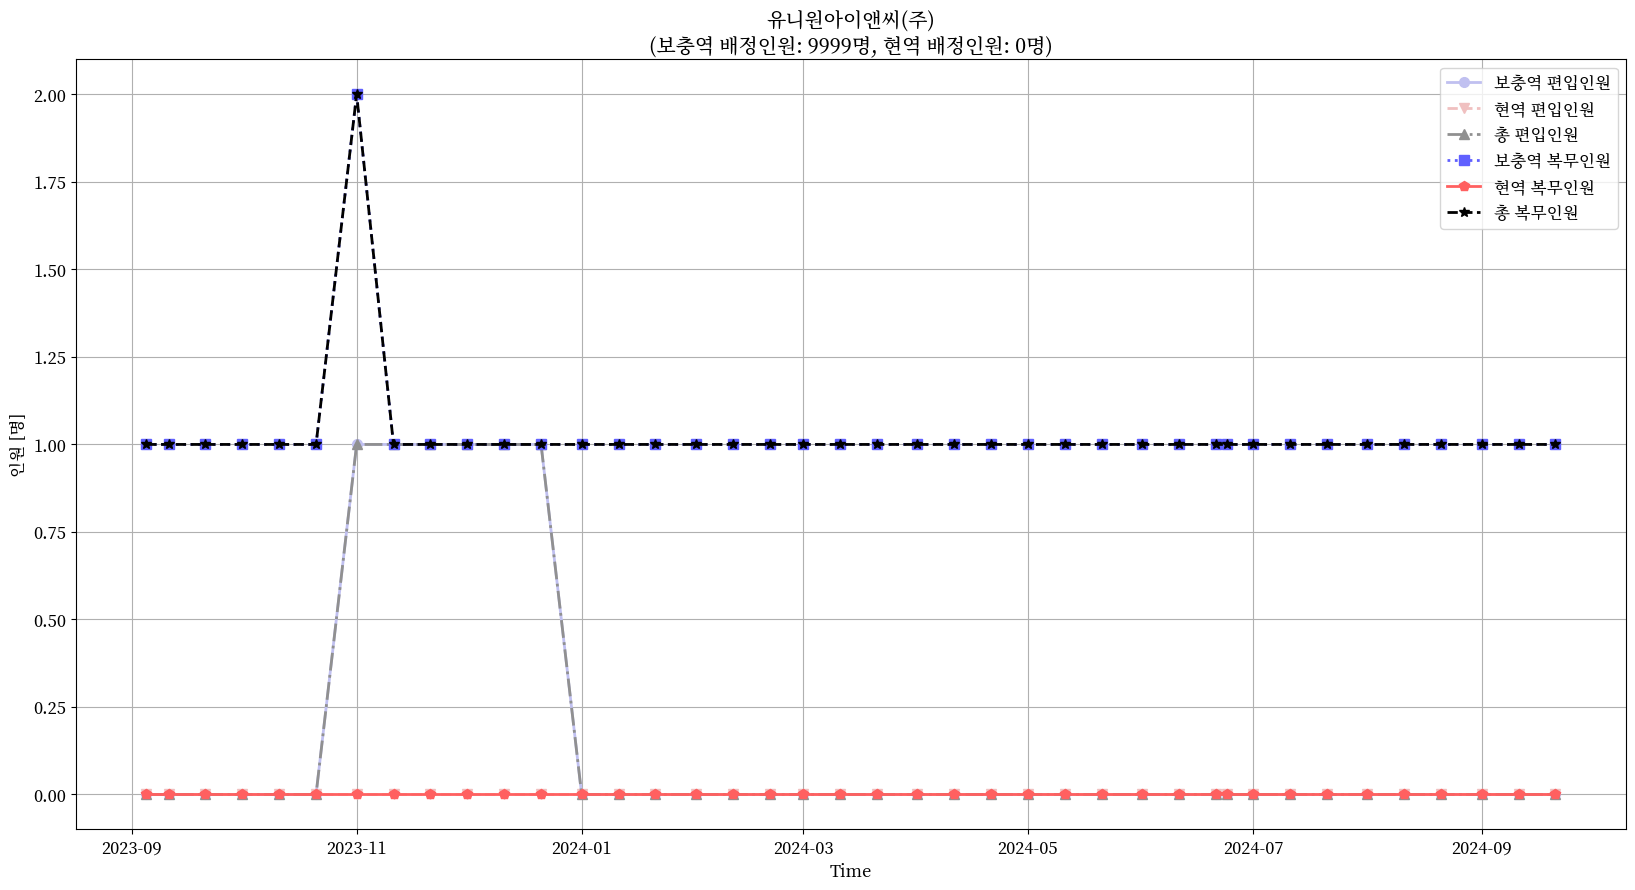 유니원아이앤씨(주)
(보충역 배정인원: 9999명, 현역 배정인원: 0명)
보충역 편입인원
현역 편입인원
총 편입인원
보충역 복무인원
현역 복무인원
총 복무인원
2.00
1.75
1.50
1.25
1.00
0.75
0.50
0.25
0.00
인원 [명]
2023-09 2023-11 2024-01 2024-03 2024-05 2024-07 2024-09
Time